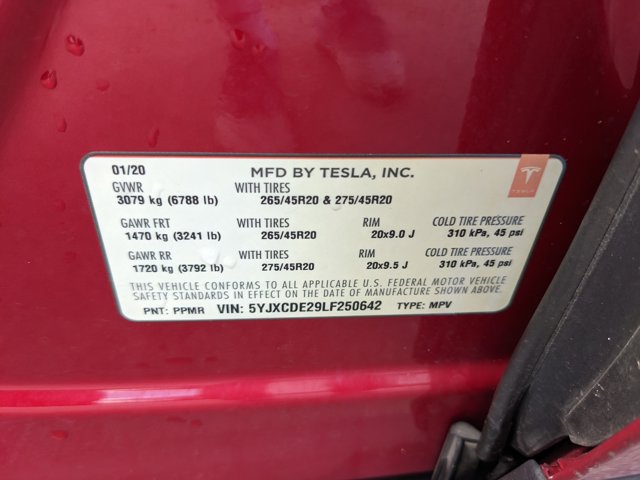 01/20 MFD BY TESLA, INC.
GVWR WITH TIRES
3079 kg (6788 lb) 265/45R20 & 275/45R20
GAWR FRT WITH TIRES RIM COLD TIRE PRESSURE
1470 kg (3241 lb) 265/45R20 20x9.0 J 310 kPa, 45 psi
GAWR RR WITH TIRES RIM COLD TIRE PRESSURE
1720 kg (3792 lb) 275/45R20 20x9.5 J 310 kPa, 45 psi
THIS VEHICLE CONFORMS TO ALL APPLICABLE U.S. FEDERAL MOTOR VEHICLE
SAFETY STANDARDS IN EFFECT ON THE DATE OF MANUFACTURE SHOWN ABOVE.
PNT: PPMR VIN: 5YJXCDE29LF250642 TYPE: MPV
TESLA